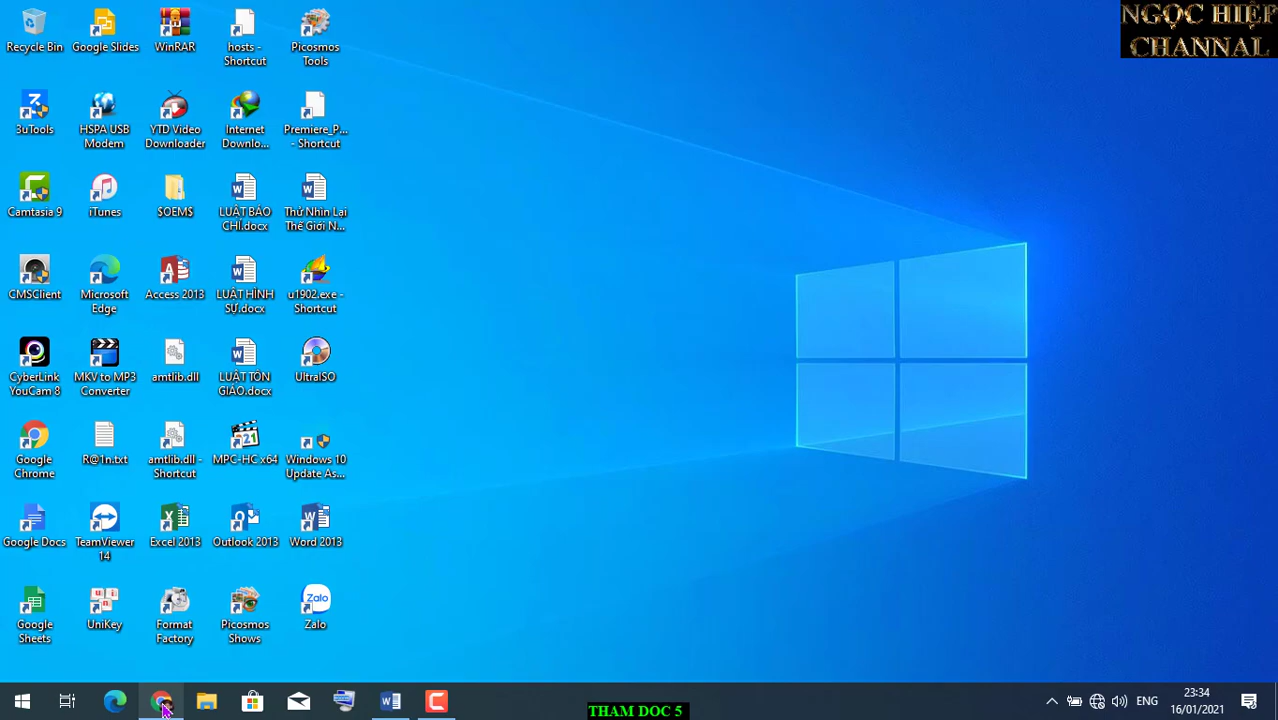 NGỌC HIỆP
CHANNAL
Recycle Bin
Google Slides
WinRAR
hosts -
Shortcut
Picosmos
Tools
3uTools
HSPA USB
Modem
YTD Video
Downloader
Internet
Downlo...
Premiere_P...
- Shortcut
Camtasia 9
iTunes
$OEM$
LUẬT BÁO
CHÍ.docx
Thử Nhìn Lại
Thế Giới N...
CMSClient
Microsoft
Edge
Access 2013
LUẬT HÌNH
SỰ.docx
u1902.exe -
Shortcut
CyberLink
YouCam 8
MKV to MP3
Converter
amtlib.dll
LUẬT TÔN
GIÁO.docx
UltraISO
Google
Chrome
R@1n.txt
amtlib.dll -
Shortcut
MPC-HC x64
Windows 10
Update As...
Google Docs
TeamViewer
14
Excel 2013
Outlook 2013
Word 2013
Google
Sheets
UniKey
Format
Factory
Picosmos
Shows
Zalo
Zalo
THAM DOC 5
ENG
23:34
16/01/2021